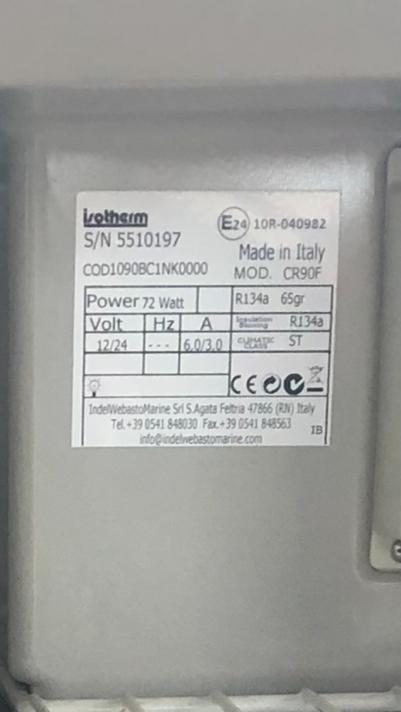 isotherm
E24 10R-040982
S/N 5510197
Made in Italy
COD1090BC1NK0000
MOD. CR90F
Power 72 Watt
R134a 65gr
Volt Hz A
Insulation Blowing R134a
12/24 --- 6.0/3.0
CLIMATIC CLASS ST
CE
IndelWebastoMarine Srl S.Agata Feltria 47866 (RN) Italy
Tel.+39 0541 848030 Fax.+39 0541 848563
IB
info@indelwebastomarine.com